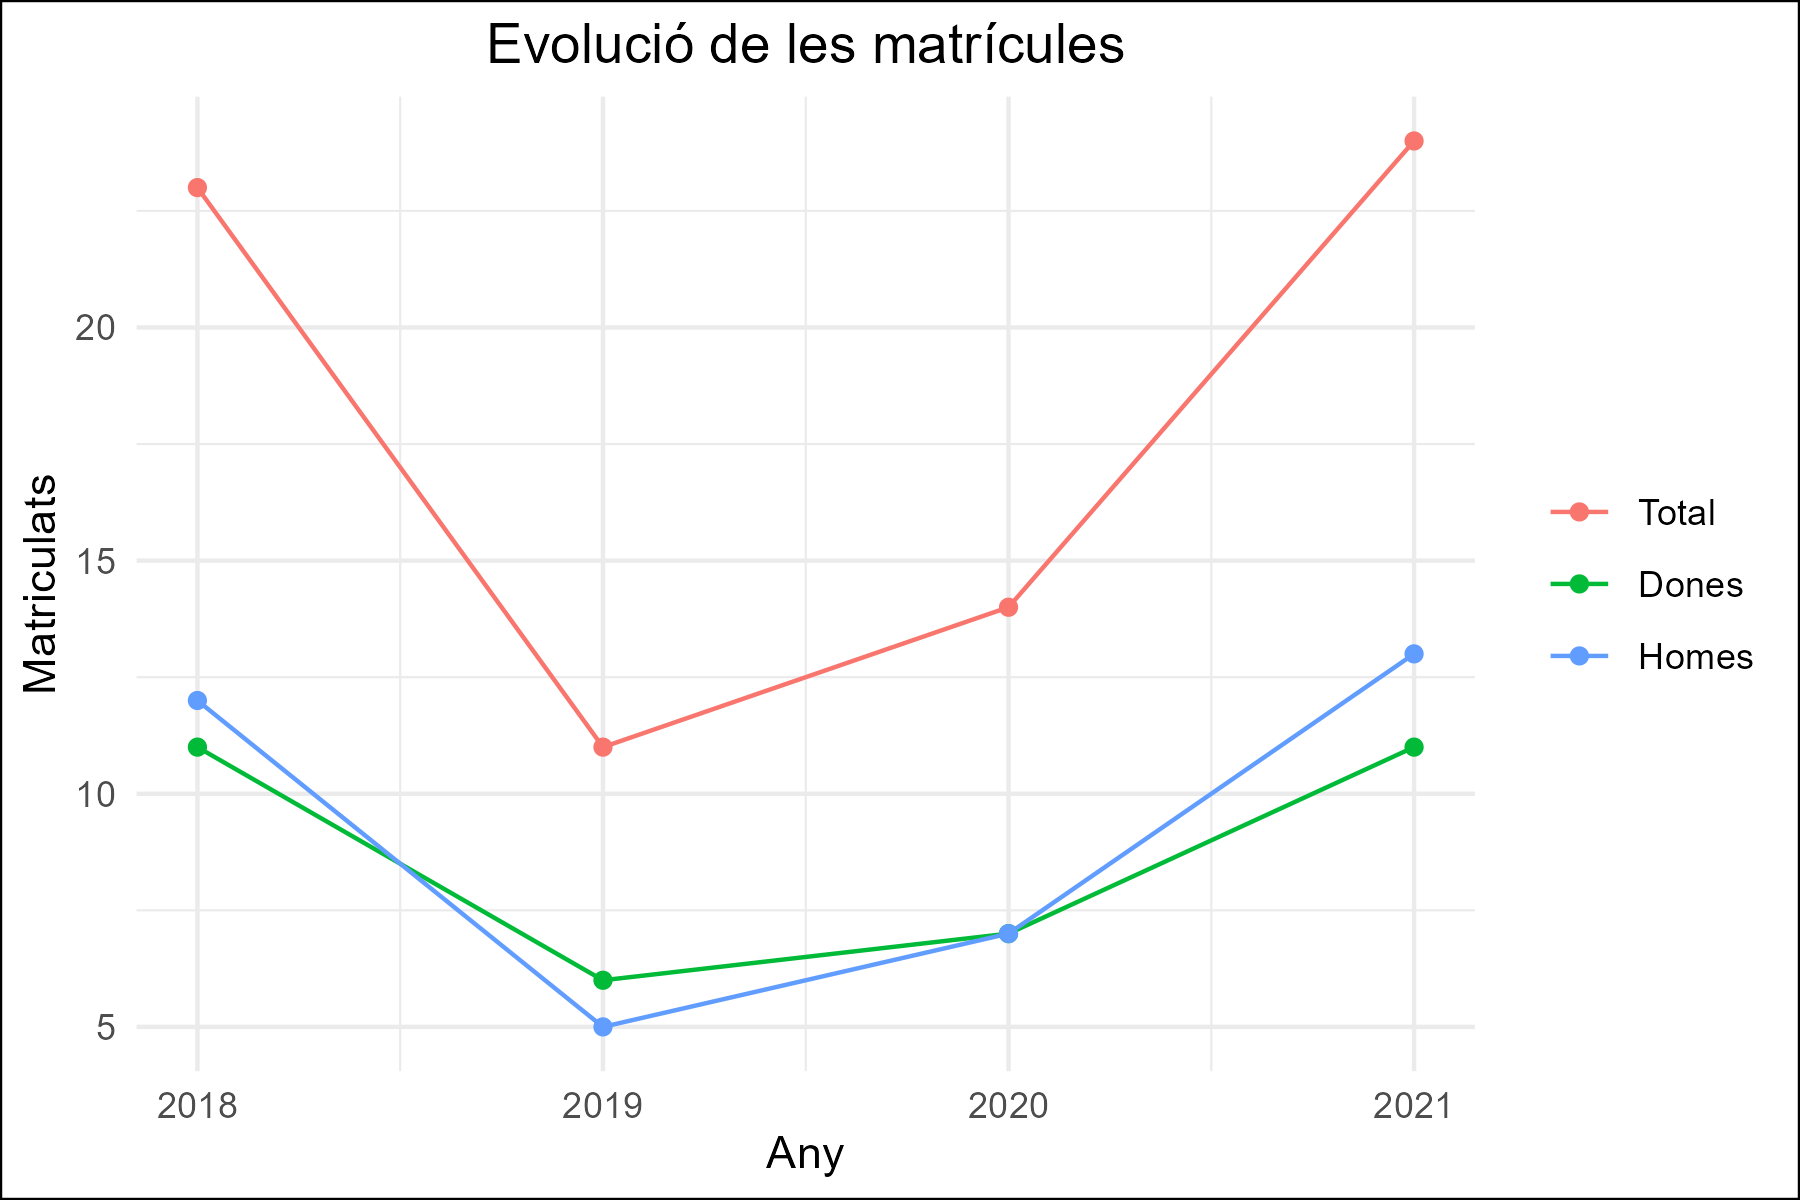 Evolució de les matrícules
Matriculats
20
15
10
5
2018 2019 2020 2021
Any
Total
Dones
Homes